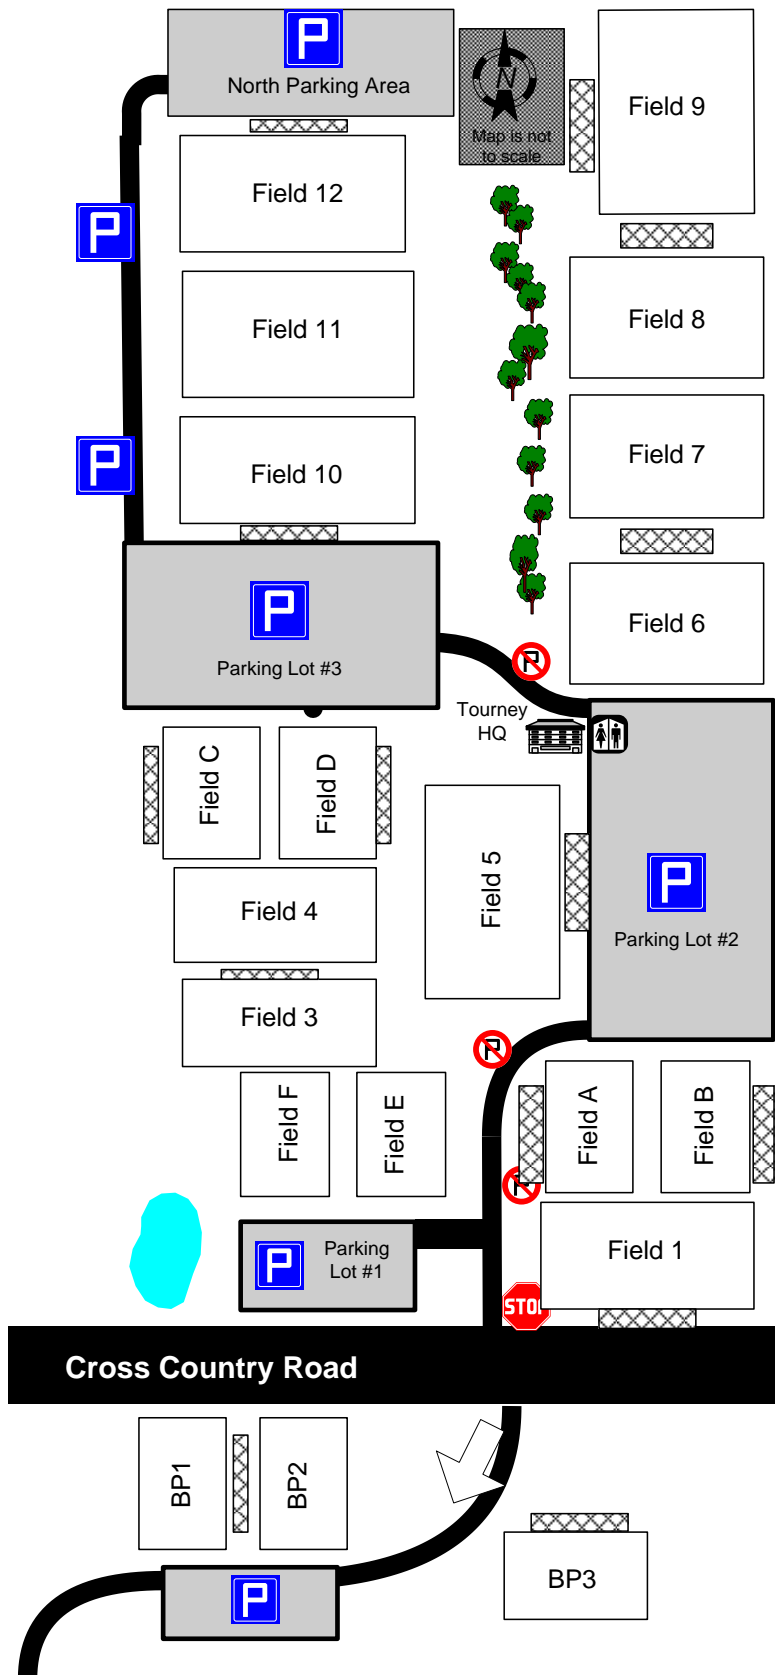 P
North Parking Area
N
Map is not
to scale
Field 9
Field 12
P
Field 8
Field 11
Field 7
P
Field 10
Field 6
P
Parking Lot #3
P
Tourney
HQ
Field C
Field D
Field 5
P
Parking Lot #2
Field 4
Field 3
P
Field F
Field E
Field A
Field B
P
Field 1
P
Parking
Lot #1
STOP
Cross Country Road
BP1
BP2
BP3
P